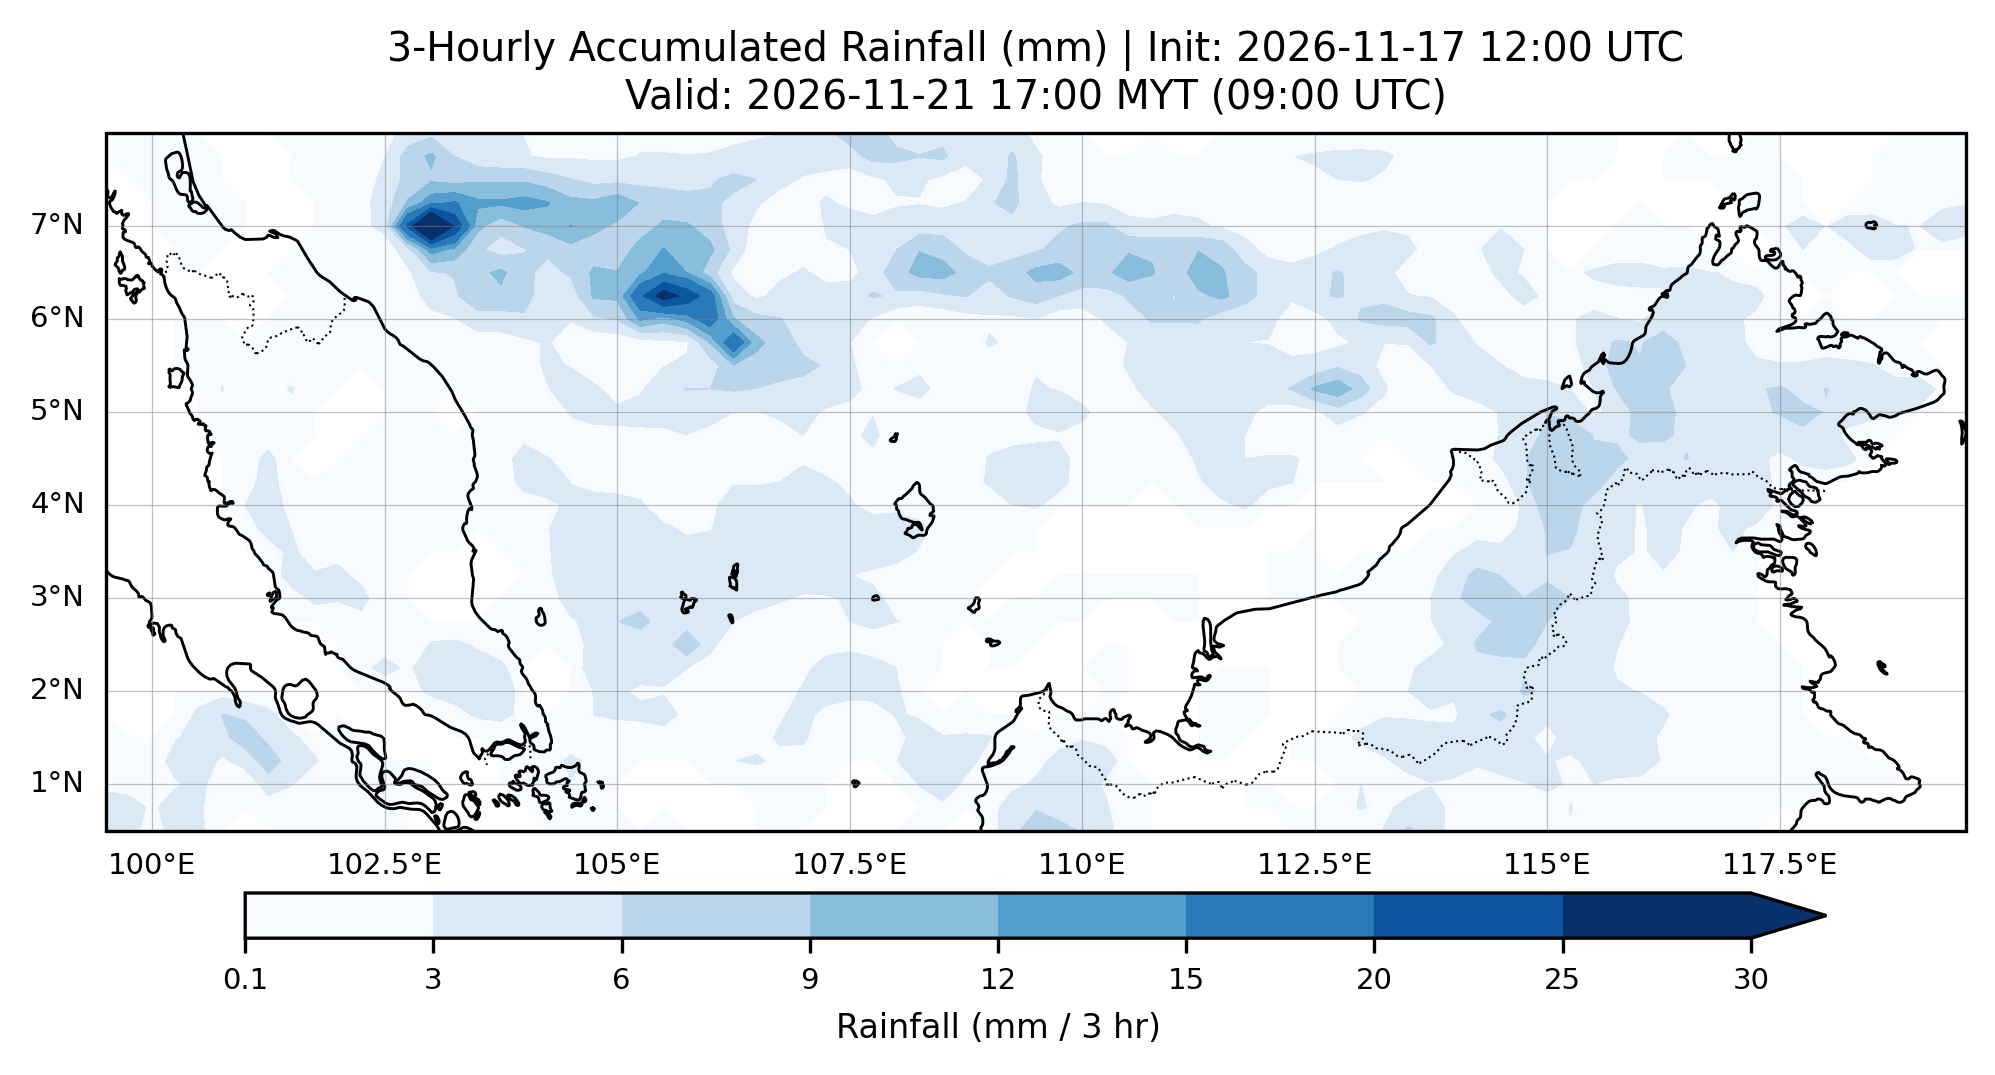 3-Hourly Accumulated Rainfall (mm) | Init: 2026-11-17 12:00 UTC
Valid: 2026-11-21 17:00 MYT (09:00 UTC)
7°N
6°N
5°N
4°N
3°N
2°N
1°N
100°E 102.5°E 105°E 107.5°E 110°E 112.5°E 115°E 117.5°E
0.1 3 6 9 12 15 20 25 30
Rainfall (mm / 3 hr)